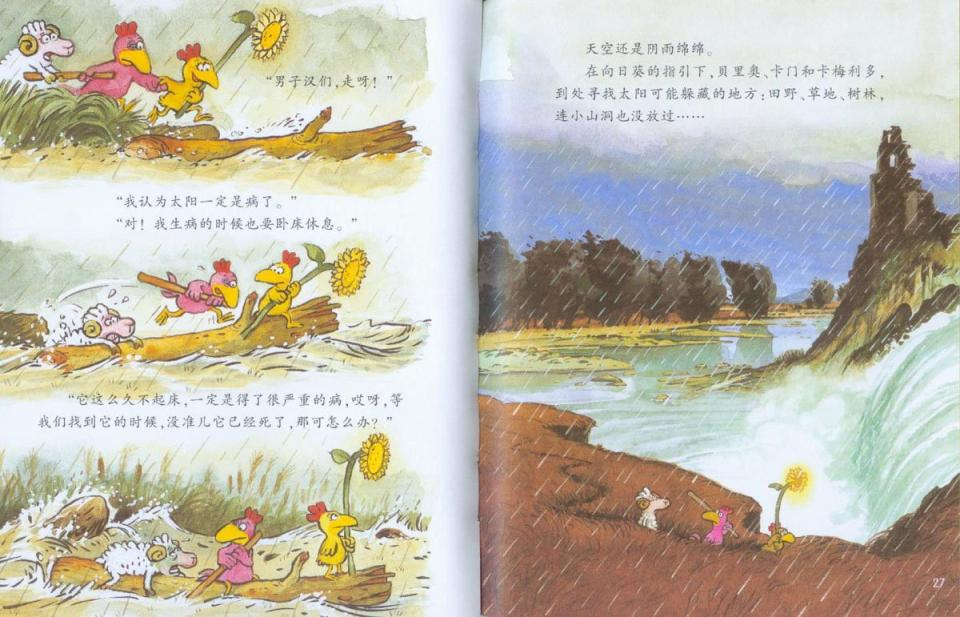 “男子汉们,走呀!”
“我认为太阳一定是病了。”
“对!我生病的时候也要卧床休息。”
“它这么久不起床,一定是得了很严重的病,哎呀,等
我们找到它的时候,没准儿它已经死了,那可怎么办?”
天空还是阴雨绵绵。
在向日葵的指引下,贝里奥、卡门和卡梅利多,
到处寻找太阳可能躲藏的地方:田野、草地、树林,
连小山洞也没放过……
27